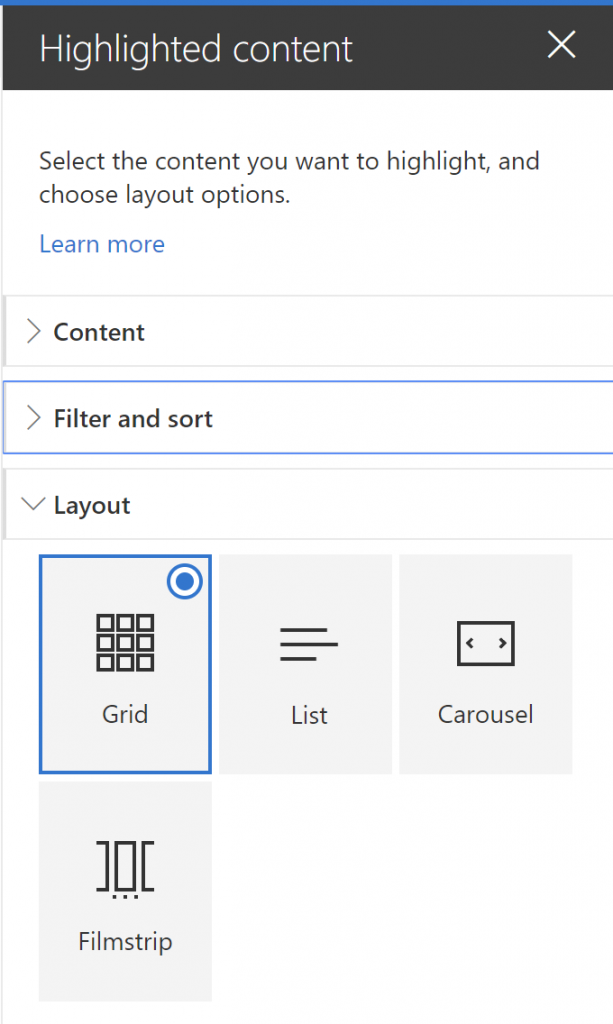 Highlighted content
Select the content you want to highlight, and
choose layout options.
Learn more
Content
Filter and sort
Layout
Grid
List
Carousel
Filmstrip